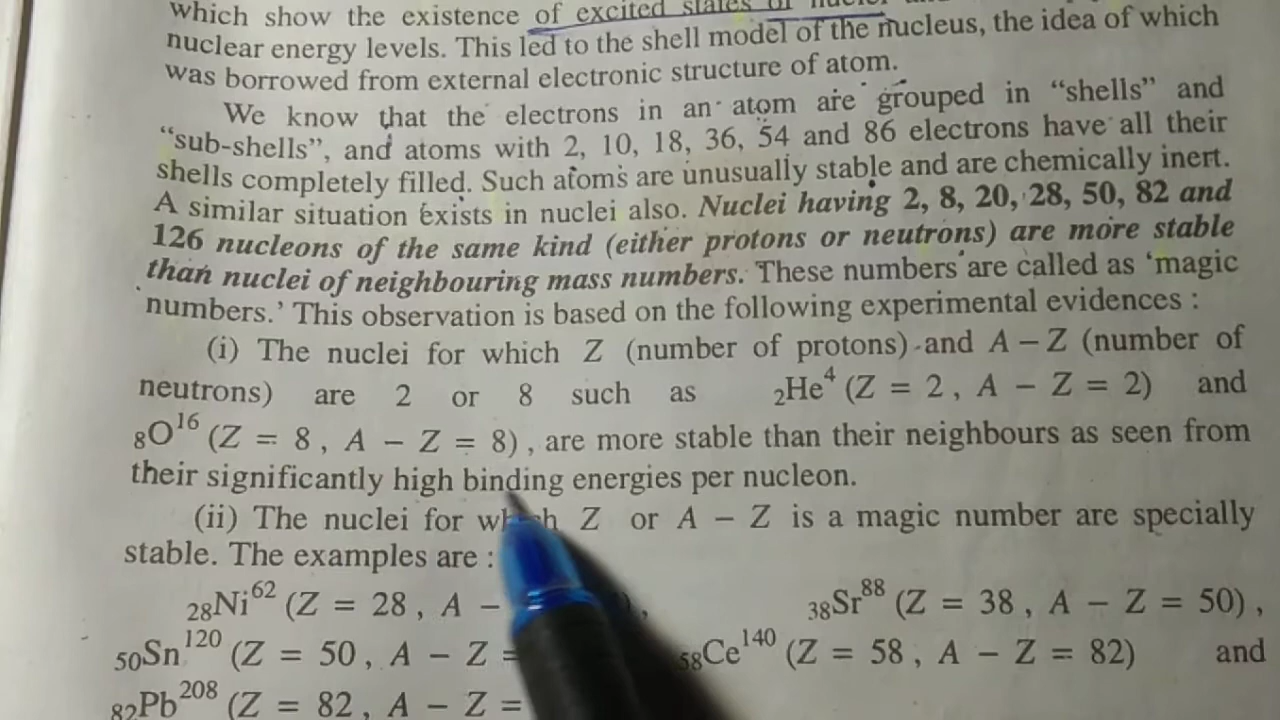 which show the existence of excited states of nuclei
nuclear energy levels. This led to the shell model of the nucleus, the idea of which
was borrowed from external electronic structure of atom.
We know that the electrons in an atom are grouped in “shells” and
“sub-shells”, and atoms with 2, 10, 18, 36, 54 and 86 electrons have all their
shells completely filled. Such atoms are unusually stable and are chemically inert.
A similar situation exists in nuclei also. Nuclei having 2, 8, 20, 28, 50, 82 and
126 nucleons of the same kind (either protons or neutrons) are more stable
than nuclei of neighbouring mass numbers. These numbers are called as ‘magic
numbers.’ This observation is based on the following experimental evidences :
(i) The nuclei for which Z (number of protons) and A – Z (number of
neutrons) are 2 or 8 such as ₂He⁴ (Z = 2 , A – Z = 2) and
₈O¹⁶ (Z = 8 , A – Z = 8) , are more stable than their neighbours as seen from
their significantly high binding energies per nucleon.
(ii) The nuclei for which Z or A – Z is a magic number are specially
stable. The examples are :
₂₈Ni⁶² (Z = 28 , A – ) , ₃₈Sr⁸⁸ (Z = 38 , A – Z = 50) ,
₅₀Sn¹²⁰ (Z = 50 , A – Z = ₅₈Ce¹⁴⁰ (Z = 58 , A – Z = 82) and
₈₂Pb²⁰⁸ (Z = 82 , A – Z =